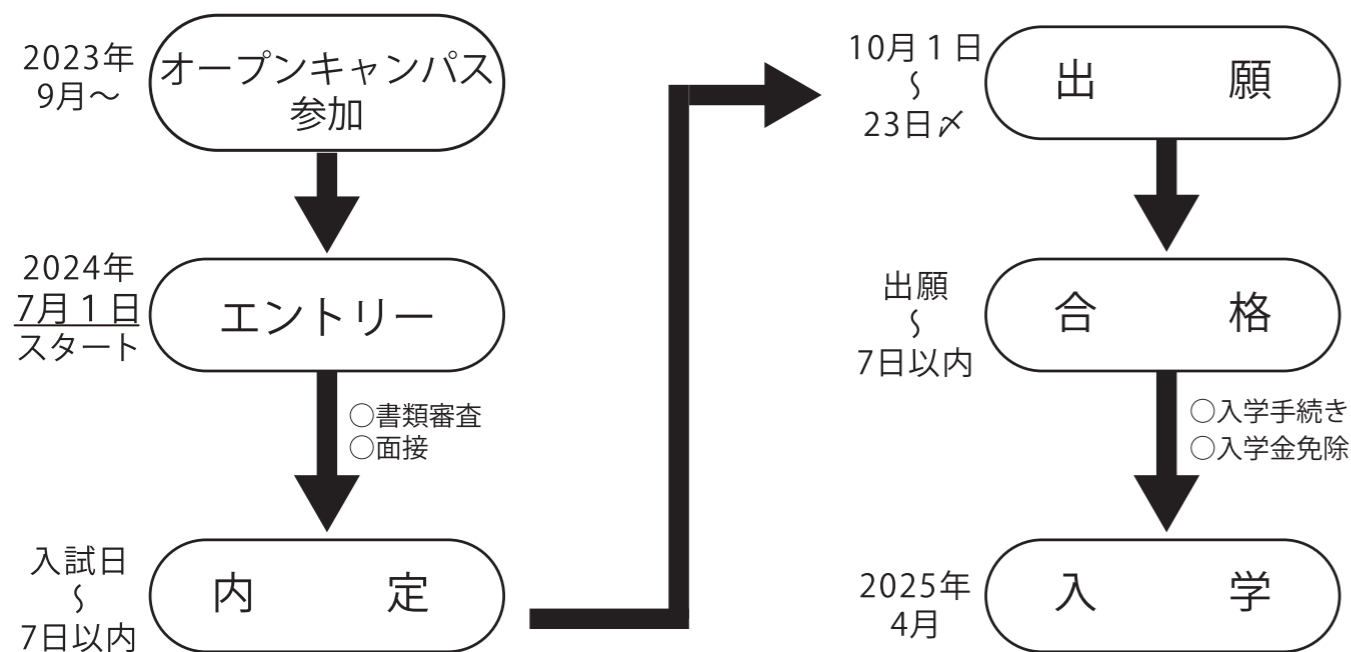 2023年
9月～
オープンキャンパス
参加
2024年
7月１日
スタート
エントリー
○書類審査
○面接
入試日
～
7日以内
内　定
10月１日
～
23日〆
出　願
出願
～
7日以内
合　格
○入学手続き
○入学金免除
2025年
4月
入　学